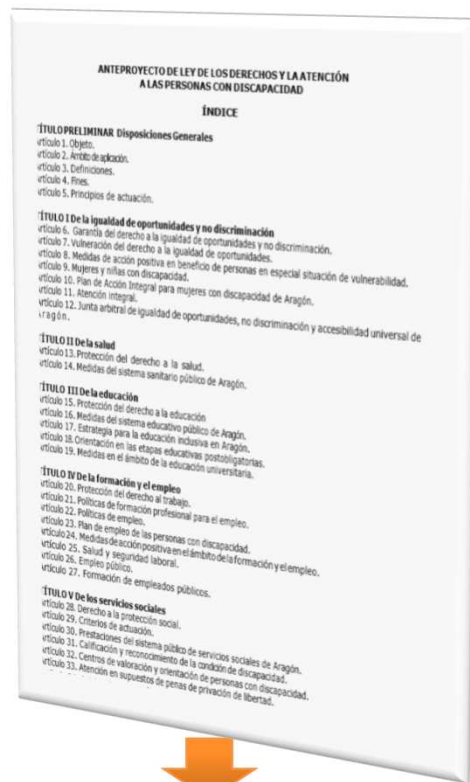 ANTEPROYECTO DE LEY DE LOS DERECHOS Y LA ATENCIÓN
A LAS PERSONAS CON DISCAPACIDAD
ÍNDICE
TÍTULO PRELIMINAR Disposiciones Generales
rtículo 1. Objeto.
rtículo 2. Ámbito de aplicación.
rtículo 3. Definiciones.
rtículo 4. Fines.
rtículo 5. Principios de actuación.
TÍTULO I De la igualdad de oportunidades y no discriminación
rtículo 6. Garantía del derecho a la igualdad de oportunidades y no discriminación.
rtículo 7. Vulneración del derecho a la igualdad de oportunidades.
rtículo 8. Medidas de acción positiva en beneficio de personas en especial situación de vulnerabilidad.
rtículo 9. Mujeres y niñas con discapacidad.
rtículo 10. Plan de Acción Integral para mujeres con discapacidad de Aragón.
rtículo 11. Atención integral.
rtículo 12. Junta arbitral de igualdad de oportunidades, no discriminación y accesibilidad universal de
ragón.
TÍTULO II De la salud
rtículo 13. Protección del derecho a la salud.
rtículo 14. Medidas del sistema sanitario público de Aragón.
TÍTULO III De la educación
rtículo 15. Protección del derecho a la educación
rtículo 16. Medidas del sistema educativo público de Aragón.
rtículo 17. Estrategia para la educación inclusiva en Aragón.
rtículo 18. Orientación en las etapas educativas postobligatorias.
rtículo 19. Medidas en el ámbito de la educación universitaria.
TÍTULO IV De la formación y el empleo
rtículo 20. Protección del derecho al trabajo.
rtículo 21. Políticas de formación profesional para el empleo.
rtículo 22. Políticas de empleo.
rtículo 23. Plan de empleo de las personas con discapacidad.
rtículo 24. Medidas de acción positiva en el ámbito de la formación y el empleo.
rtículo 25. Salud y seguridad laboral.
rtículo 26. Empleo público.
rtículo 27. Formación de empleados públicos.
TÍTULO V De los servicios sociales
rtículo 28. Derecho a la protección social.
rtículo 29. Criterios de actuación.
rtículo 30. Prestaciones del sistema público de servicios sociales de Aragón.
rtículo 31. Calificación y reconocimiento de la condición de discapacidad.
rtículo 32. Centros de valoración y orientación de personas con discapacidad.
rtículo 33. Atención en supuestos de penas de privación de libertad.